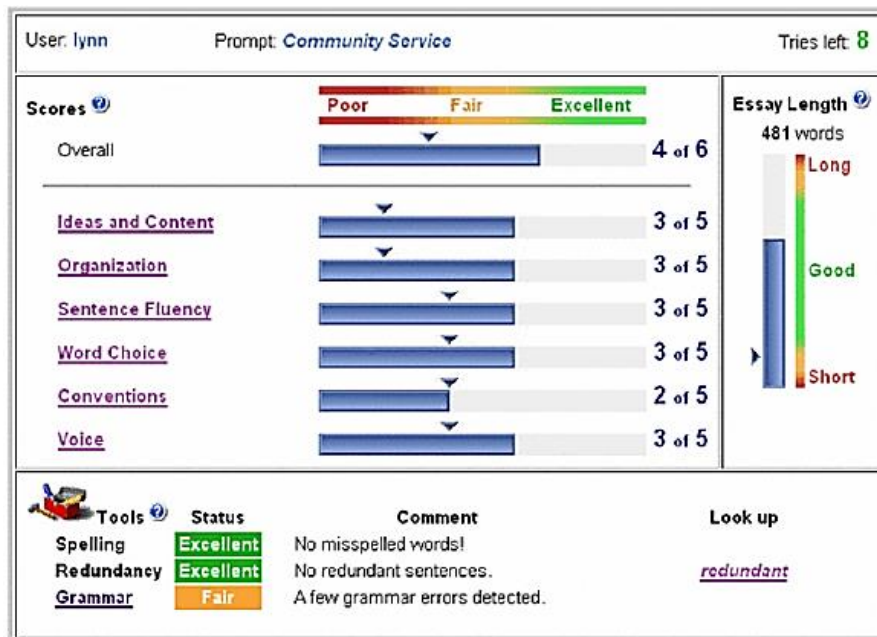 User: lynn Prompt: Community Service Tries left: 8
Scores Poor Fair Excellent
Overall 4 of 6
Ideas and Content 3 of 5
Organization 3 of 5
Sentence Fluency 3 of 5
Word Choice 3 of 5
Conventions 2 of 5
Voice 3 of 5
Essay Length
481 words
Long
Good
Short
Tools Status Comment Look up
Spelling Excellent No misspelled words!
Redundancy Excellent No redundant sentences. redundant
Grammar Fair A few grammar errors detected.